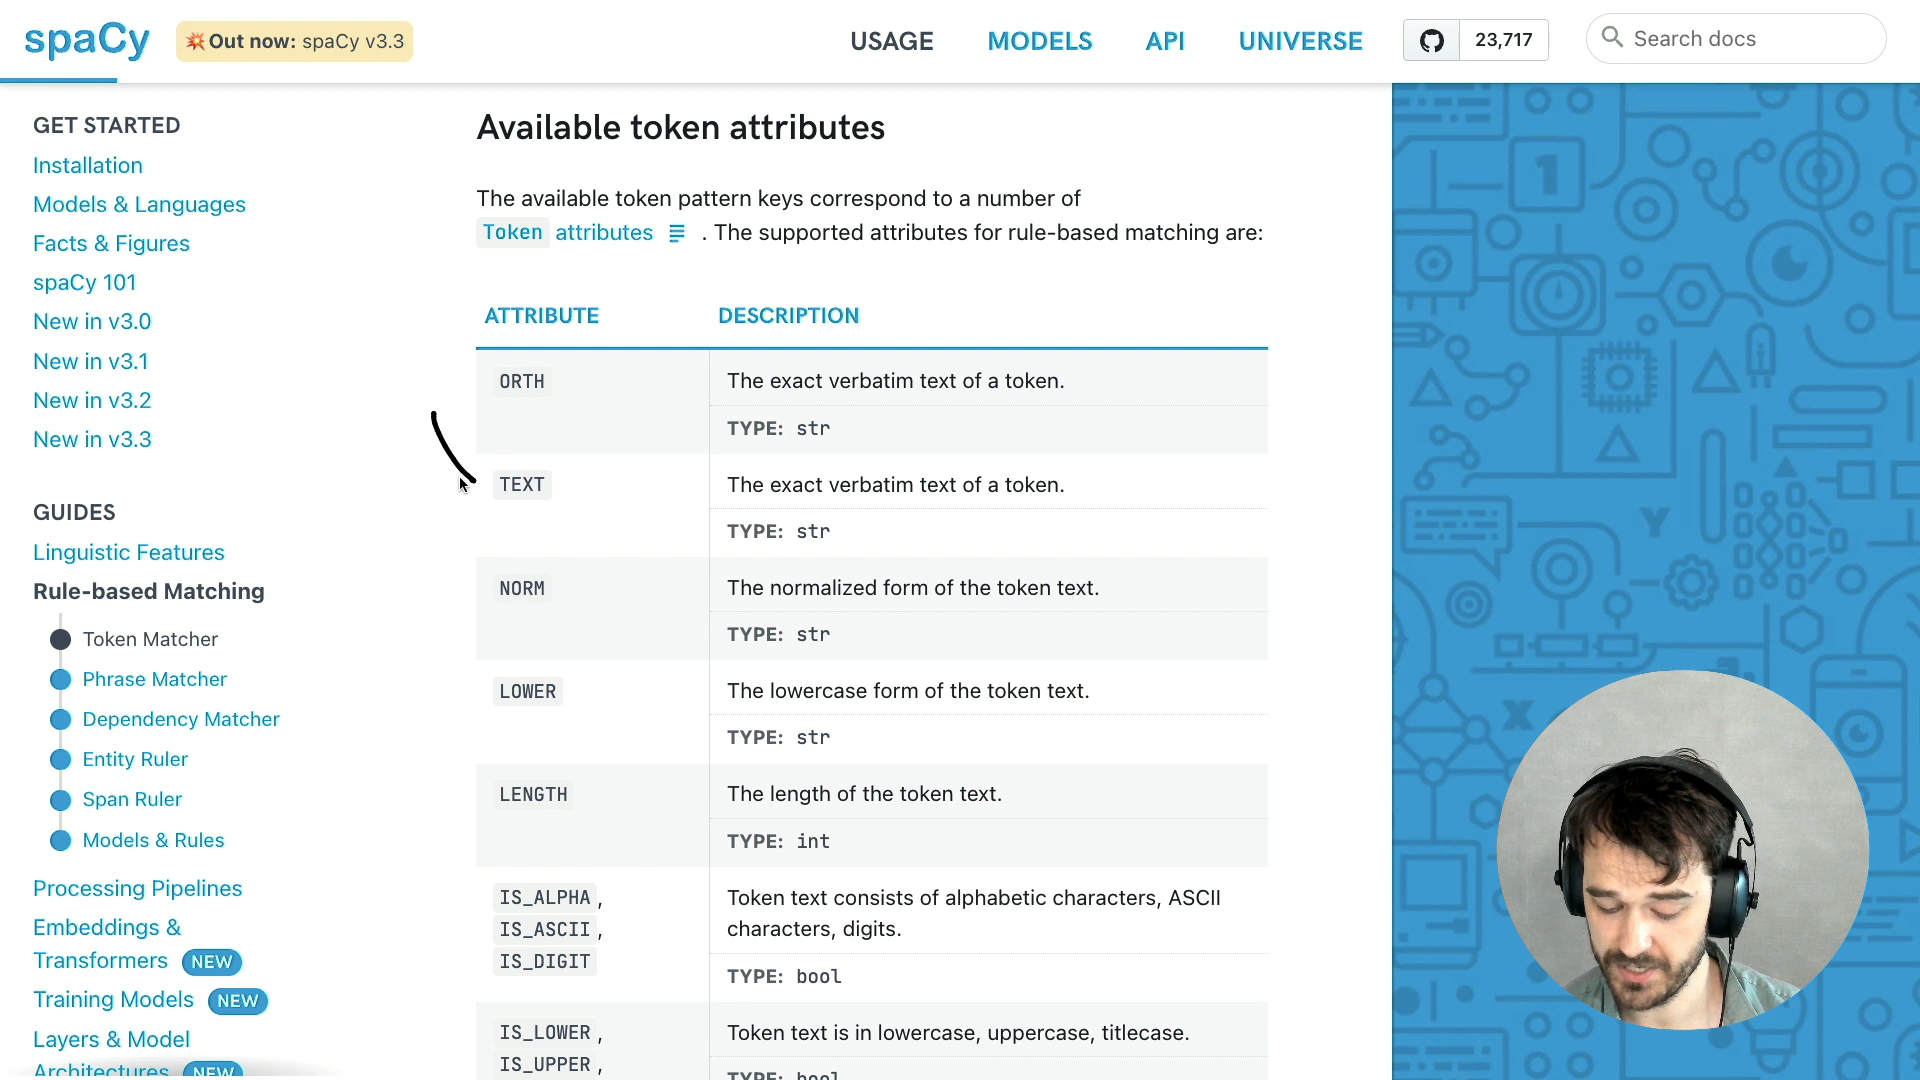 spaCy
💥Out now: spaCy v3.3
USAGE
MODELS
API
UNIVERSE
23,717
Search docs
GET STARTED
Installation
Models & Languages
Facts & Figures
spaCy 101
New in v3.0
New in v3.1
New in v3.2
New in v3.3
GUIDES
Linguistic Features
Rule-based Matching
Token Matcher
Phrase Matcher
Dependency Matcher
Entity Ruler
Span Ruler
Models & Rules
Processing Pipelines
Embeddings &
Transformers NEW
Training Models NEW
Layers & Model
Architectures NEW
Available token attributes
The available token pattern keys correspond to a number of
Token attributes . The supported attributes for rule-based matching are:
ATTRIBUTE DESCRIPTION
ORTH The exact verbatim text of a token.
TYPE: str
TEXT The exact verbatim text of a token.
TYPE: str
NORM The normalized form of the token text.
TYPE: str
LOWER The lowercase form of the token text.
TYPE: str
LENGTH The length of the token text.
TYPE: int
IS_ALPHA, Token text consists of alphabetic characters, ASCII
IS_ASCII, characters, digits.
IS_DIGIT
TYPE: bool
IS_LOWER, Token text is in lowercase, uppercase, titlecase.
IS_UPPER,
TYPE: bool
1
Y
X